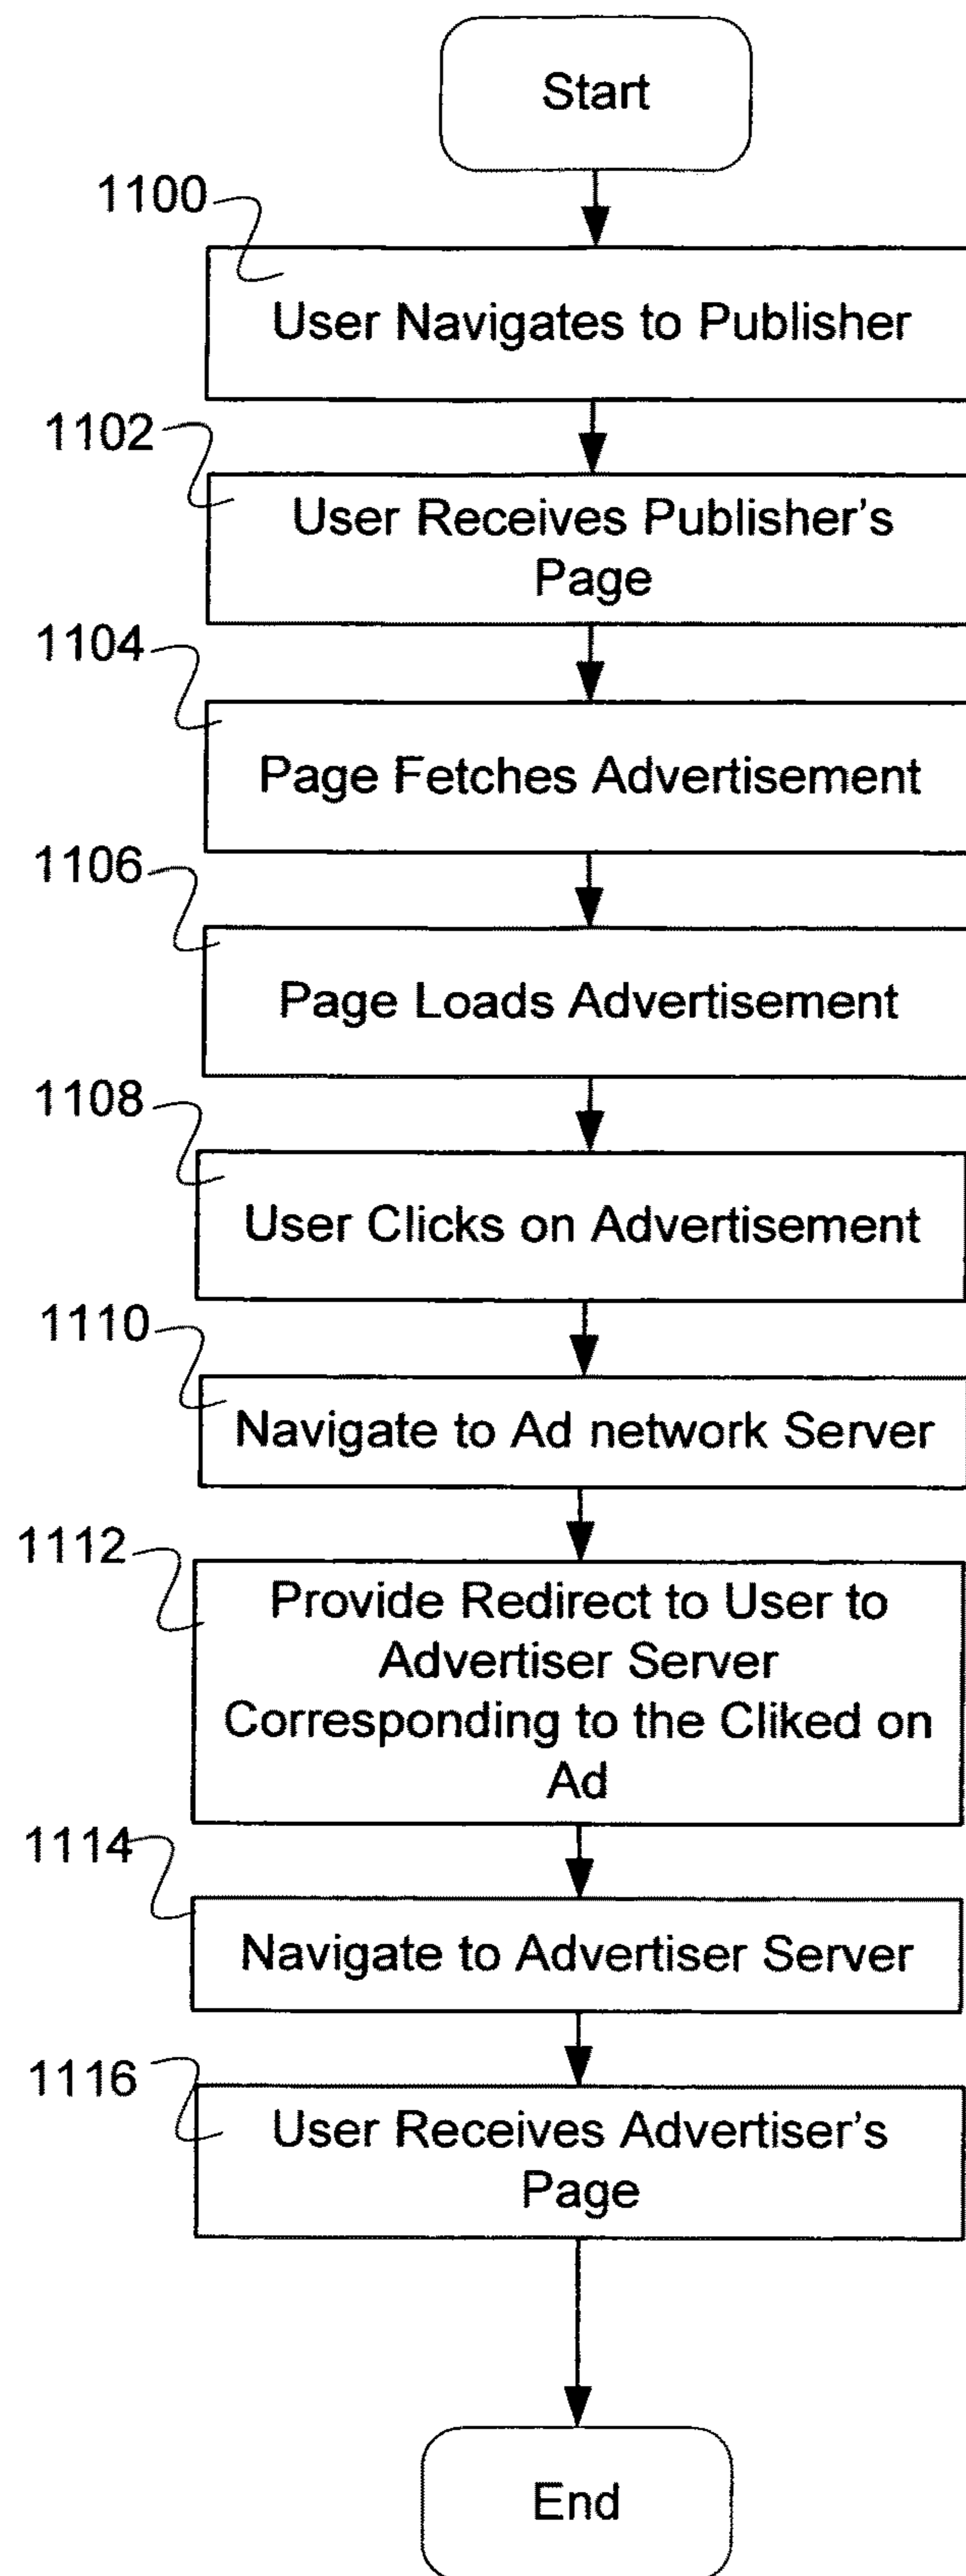 Start
1100
User Navigates to Publisher
1102
User Receives Publisher's
Page
1104
Page Fetches Advertisement
1106
Page Loads Advertisement
1108
User Clicks on Advertisement
1110
Navigate to Ad network Server
1112
Provide Redirect to User to
Advertiser Server
Corresponding to the Cliked on
Ad
1114
Navigate to Advertiser Server
1116
User Receives Advertiser's
Page
End